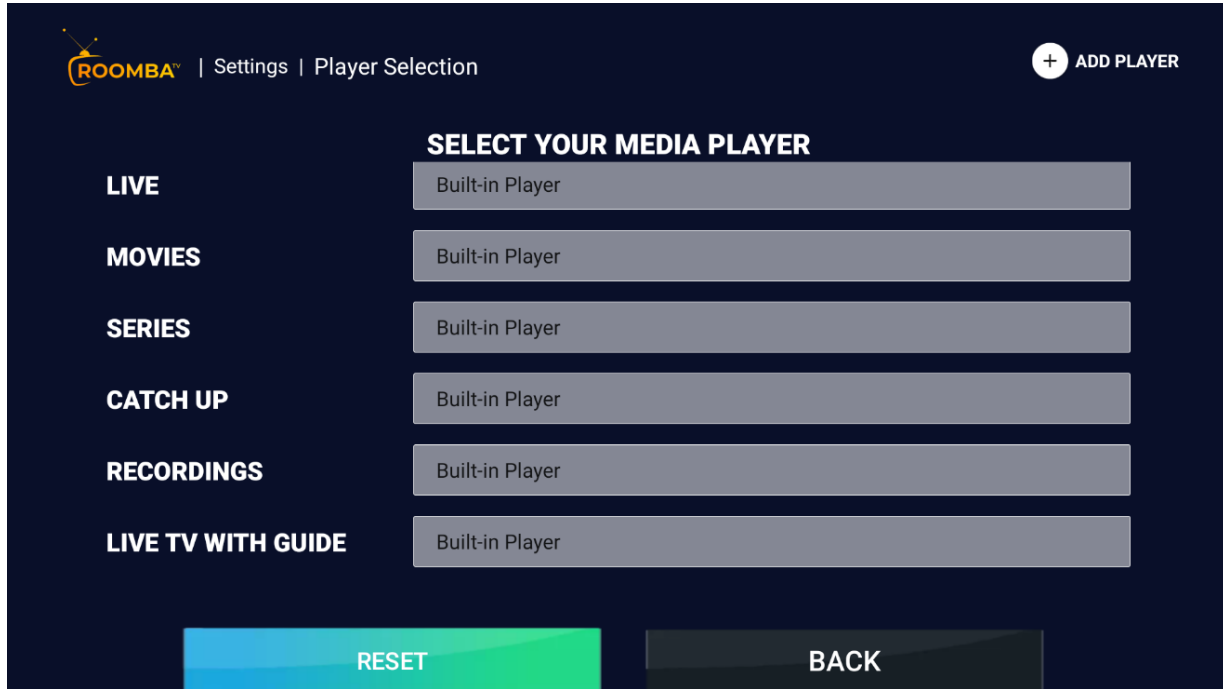 ROOMBA TV | Settings | Player Selection
ADD PLAYER
SELECT YOUR MEDIA PLAYER
LIVE Built-in Player
MOVIES Built-in Player
SERIES Built-in Player
CATCH UP Built-in Player
RECORDINGS Built-in Player
LIVE TV WITH GUIDE Built-in Player
RESET BACK